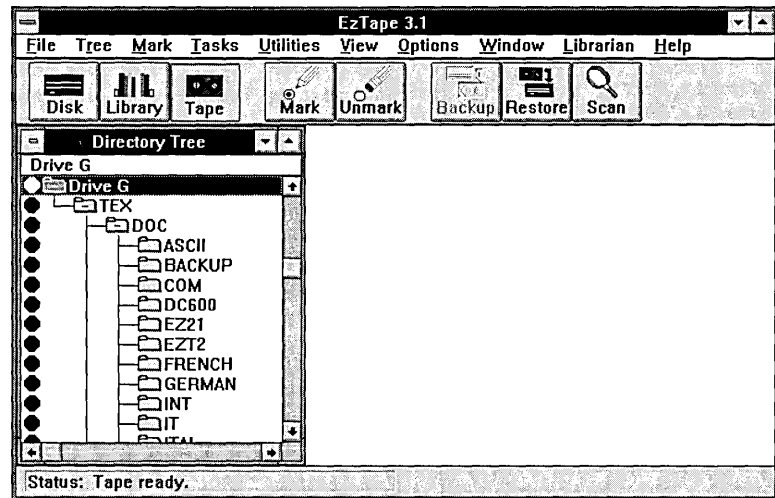 EzTape 3.1
File Tree Mark Tasks Utilities View Options Window Librarian Help
Disk Library Tape Mark Unmark Backup Restore Scan
Directory Tree
Drive G
Drive G
TEX
DOC
ASCII
BACKUP
COM
DC600
EZ21
EZT2
FRENCH
GERMAN
INT
IT
ITAL
Status: Tape ready.